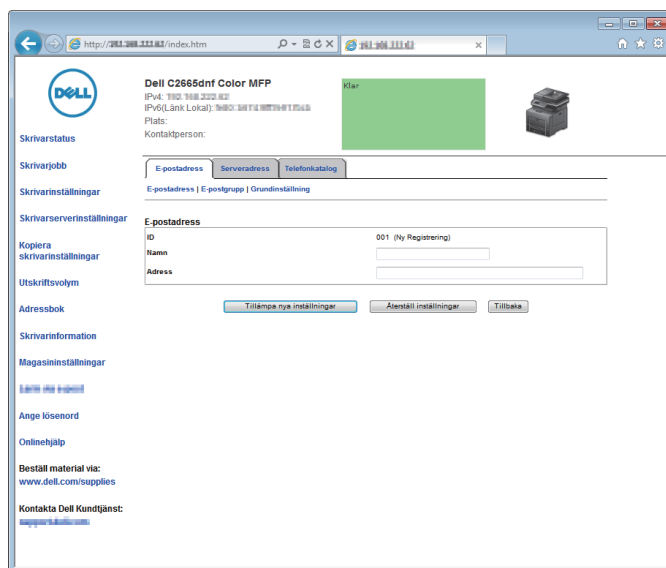 http:// /index.htm
DELL
Dell C2665dnf Color MFP
IPv4:
IPv6(Länk Lokal):
Plats:
Kontaktperson:
Klar
Skrivarstatus
Skrivarjobb
Skrivarinställningar
Skrivarserverinställningar
Kopiera
skrivarinställningar
Utskriftsvolym
Adressbok
Skrivarinformation
Magasininställningar
Ange lösenord
Onlinehjälp
Beställ material via:
www.dell.com/supplies
Kontakta Dell Kundtjänst:
E-postadress Serveradress Telefonkatalog
E-postadress | E-postgrupp | Grundinställning
E-postadress
ID 001 (Ny Registrering)
Namn
Adress
Tillämpa nya inställningar Återställ inställningar Tillbaka